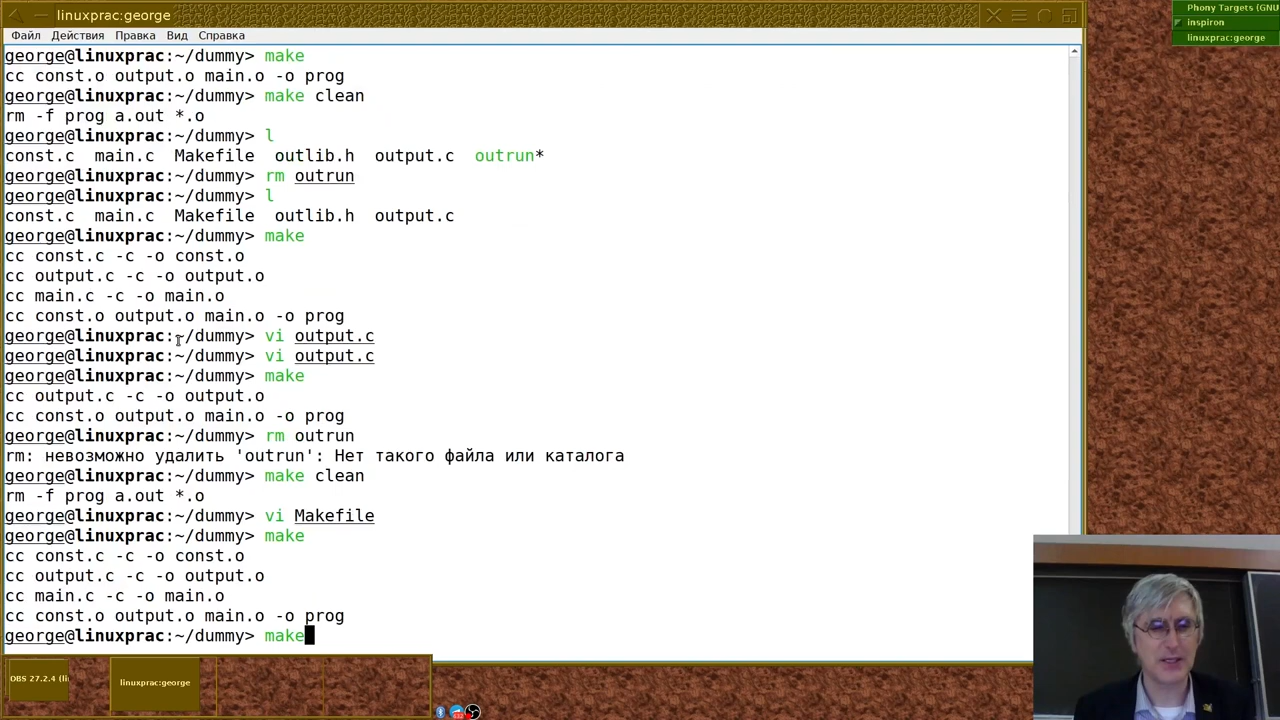 linuxprac:george
Файл Действия Правка Вид Справка
george@linuxprac:~/dummy> make
cc const.o output.o main.o -o prog
george@linuxprac:~/dummy> make clean
rm -f prog a.out *.o
george@linuxprac:~/dummy> l
const.c main.c Makefile outlib.h output.c outrun*
george@linuxprac:~/dummy> rm outrun
george@linuxprac:~/dummy> l
const.c main.c Makefile outlib.h output.c
george@linuxprac:~/dummy> make
cc const.c -c -o const.o
cc output.c -c -o output.o
cc main.c -c -o main.o
cc const.o output.o main.o -o prog
george@linuxprac:~/dummy> vi output.c
george@linuxprac:~/dummy> vi output.c
george@linuxprac:~/dummy> make
cc output.c -c -o output.o
cc const.o output.o main.o -o prog
george@linuxprac:~/dummy> rm outrun
rm: невозможно удалить 'outrun': Нет такого файла или каталога
george@linuxprac:~/dummy> make clean
rm -f prog a.out *.o
george@linuxprac:~/dummy> vi Makefile
george@linuxprac:~/dummy> make
cc const.c -c -o const.o
cc output.c -c -o output.o
cc main.c -c -o main.o
cc const.o output.o main.o -o prog
george@linuxprac:~/dummy> make
Phony Targets (GNU
inspiron
linuxprac:george
OBS 27.2.4 (li
linuxprac:george